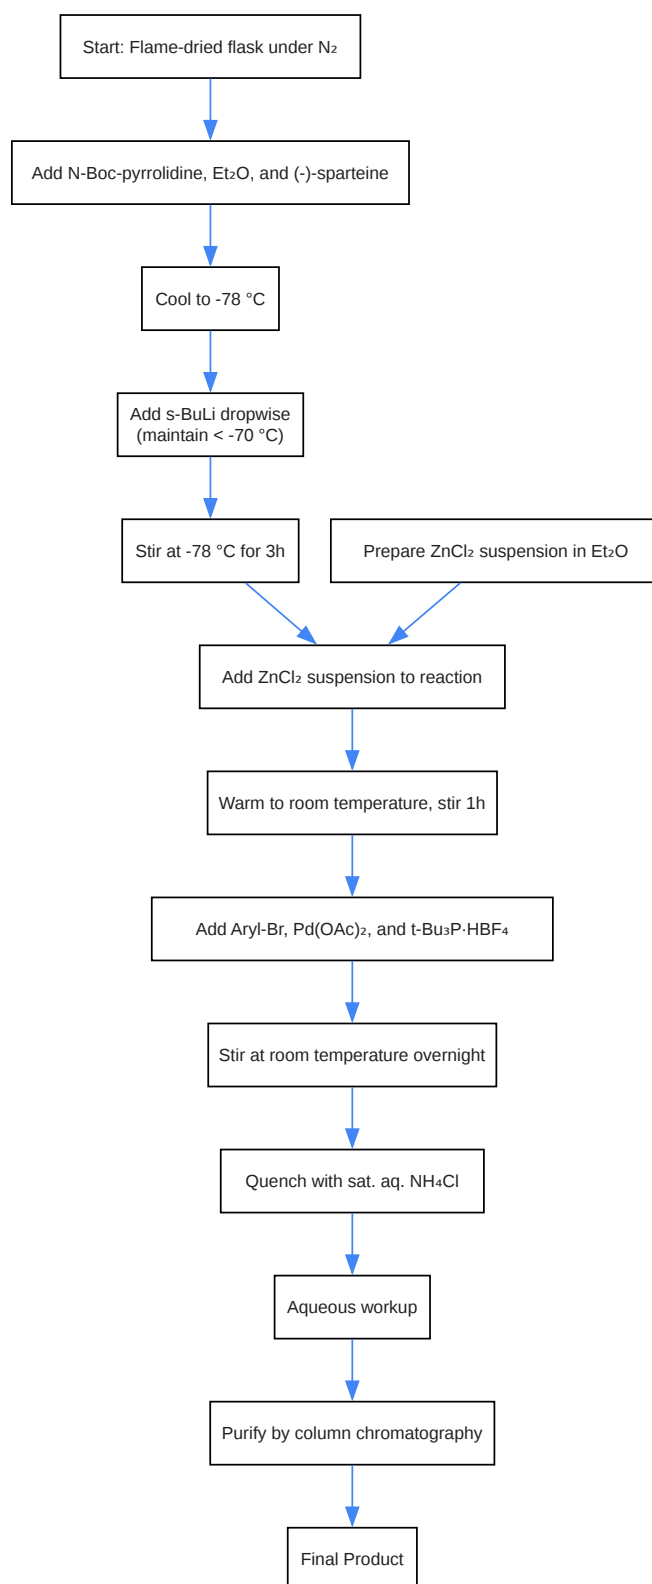 Start: Flame-dried flask under N₂
Add N-Boc-pyrrolidine, Et₂O, and (-)-sparteine
Cool to -78 °C
Add s-BuLi dropwise
(maintain < -70 °C)
Stir at -78 °C for 3h
Prepare ZnCl₂ suspension in Et₂O
Add ZnCl₂ suspension to reaction
Warm to room temperature, stir 1h
Add Aryl-Br, Pd(OAc)₂, and t-Bu₃P·HBF₄
Stir at room temperature overnight
Quench with sat. aq. NH₄Cl
Aqueous workup
Purify by column chromatography
Final Product